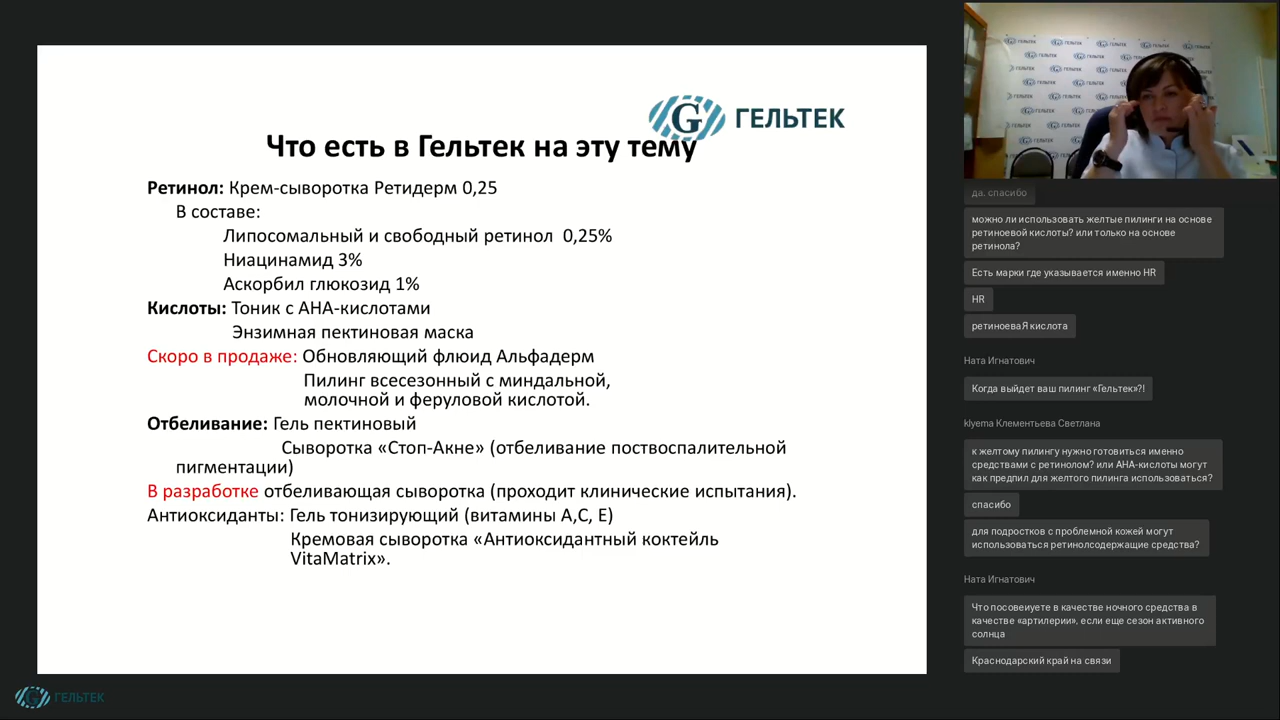 ГЕЛЬТЕК
Что есть в Гельтек на эту тему
Ретинол: Крем-сыворотка Ретидерм 0,25
В составе:
Липосомальный и свободный ретинол 0,25%
Ниацинамид 3%
Аскорбил глюкозид 1%
Кислоты: Тоник с АНА-кислотами
Энзимная пектиновая маска
Скоро в продаже: Обновляющий флюид Альфадерм
Пилинг всесезонный с миндальной,
молочной и феруловой кислотой.
Отбеливание: Гель пектиновый
Сыворотка «Стоп-Акне» (отбеливание поствоспалительной
пигментации)
В разработке отбеливающая сыворотка (проходит клинические испытания).
Антиоксиданты: Гель тонизирующий (витамины А,С, Е)
Кремовая сыворотка «Антиоксидантный коктейль
VitaMatrix».
ГЕЛЬТЕК
да. спасибо
можно ли использовать желтые пилинги на основе
ретиноевой кислоты? или только на основе
ретинола?
Есть марки где указывается именно HR
HR
ретиноеваЯ кислота
Ната Игнатович
Когда выйдет ваш пилинг «Гельтек»?!
klyema Клементьева Светлана
к желтому пилингу нужно готовиться именно
средствами с ретинолом? или АНА-кислоты могут
как предпил для желтого пилинга использоваться?
спасибо
для подростков с проблемной кожей могут
использоваться ретинолсодержащие средства?
Ната Игнатович
Что посовеиуете в качестве ночного средства в
качестве «артилерии», если еще сезон активного
солнца
Краснодарский край на связи